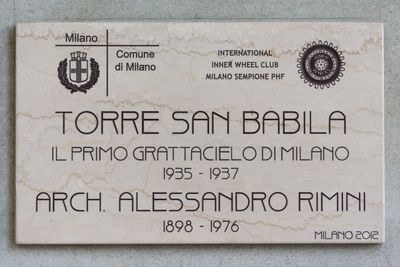 Milano
Comune
di Milano
INTERNATIONAL
INNER WHEEL CLUB
MILANO SEMPIONE PHF
TORRE SAN BABILA
IL PRIMO GRATTACIELO DI MILANO
1935 - 1937
ARCH. ALESSANDRO RIMINI
1898 - 1976
MILANO 2012